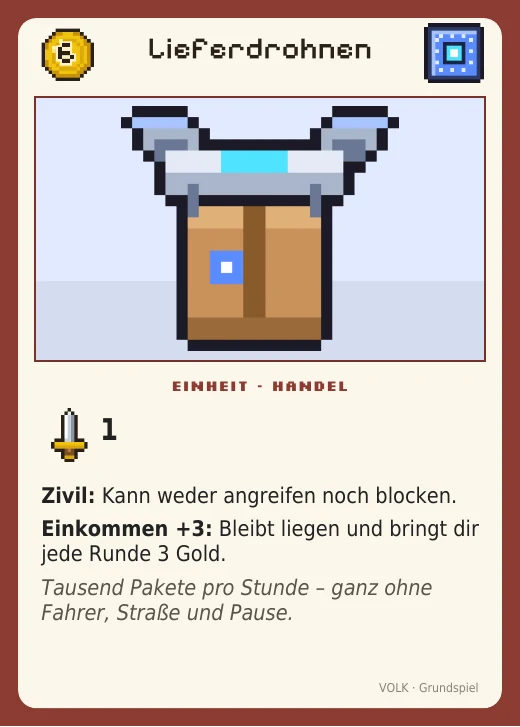 6
Lieferdrohnen
EINHEIT · HANDEL
1
Zivil: Kann weder angreifen noch blocken.
Einkommen +3: Bleibt liegen und bringt dir
jede Runde 3 Gold.
Tausend Pakete pro Stunde – ganz ohne
Fahrer, Straße und Pause.
VOLK · Grundspiel